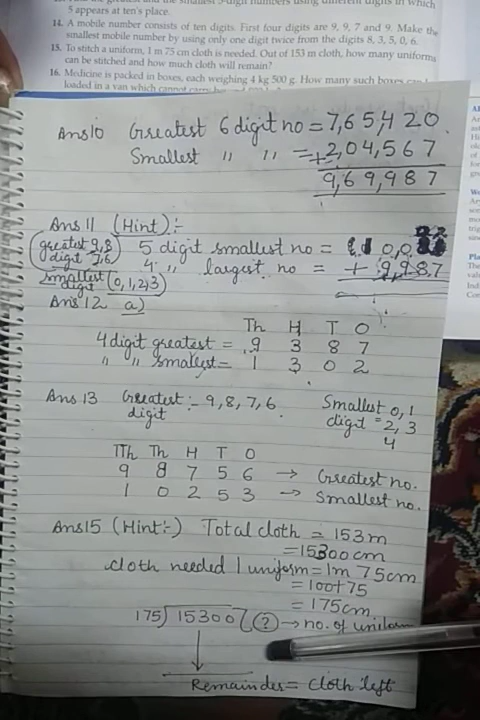 5 appears at ten's place.
14. A mobile number consists of ten digits. First four digits are 9, 9, 7 and 9. Make the
smallest mobile number by using only one digit twice from the digits 8, 3, 5, 0, 6.
15. To stitch a uniform, 1 m 75 cm cloth is needed. Out of 153 m cloth, how many uniforms
can be stitched and how much cloth will remain?
16. Medicine is packed in boxes, each weighing 4 kg 500 g. How many such boxes can
loaded in a van which cannot carry
Ans10 Greatest 6 digit no = 7,65,420
Smallest " " = + 2,04,567
9,69,987
Ans 11 (Hint):-
greatest 9,8 digit 7,6
5 digit smallest no =
4 " largest no = + 9,987
smallest digit (0,1,2,3)
Ans 12 a)
Th H T O
4 digit greatest = 9 3 8 7
" " smallest = 1 3 0 2
Ans 13 Greatest :- 9,8,7,6 Smallest 0,1
digit digit = 2,3
4
TTh Th H T O
9 8 7 5 6 → Greatest no.
1 0 2 5 3 → Smallest no.
Ans15 (Hint:-) Total cloth = 153m
= 15300 cm
cloth needed 1 uniform = 1m 75cm
= 100+75
= 175cm
175) 15300 ( ? → no. of uniform
Remainder = cloth left